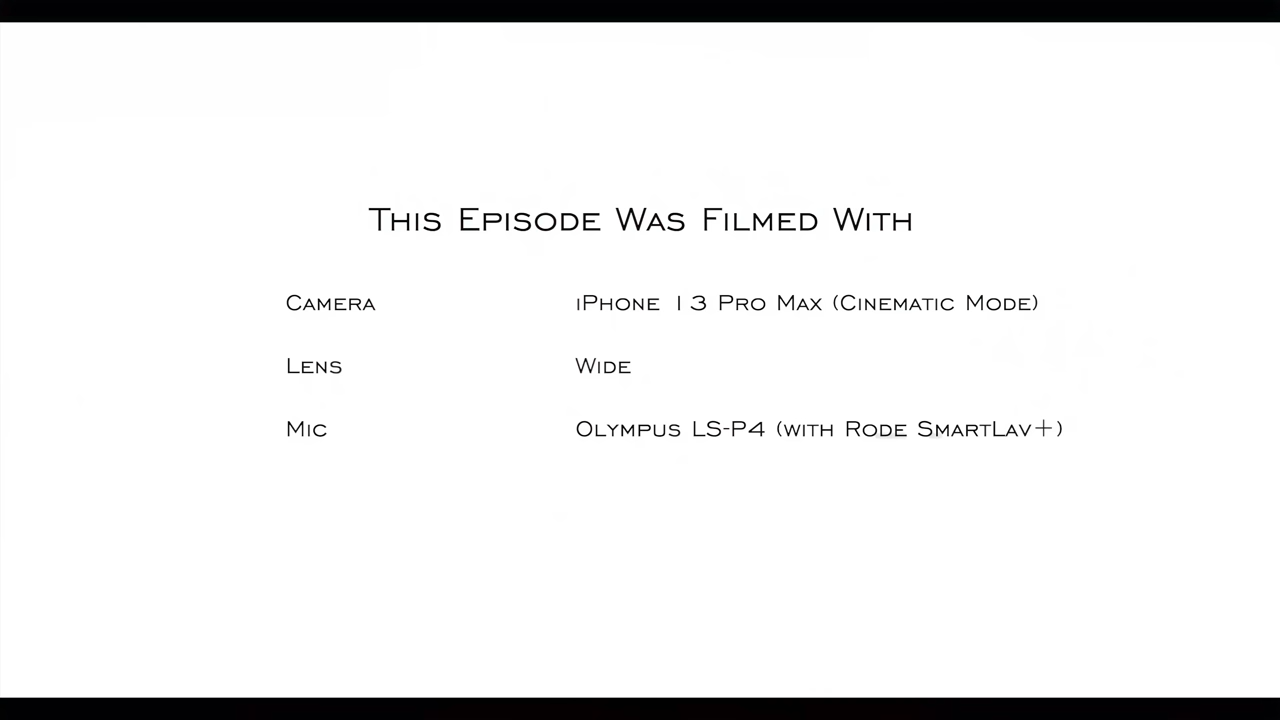 This Episode Was Filmed With
Camera iPhone 13 Pro Max (Cinematic Mode)
Lens Wide
Mic Olympus LS-P4 (with Rode SmartLav+)